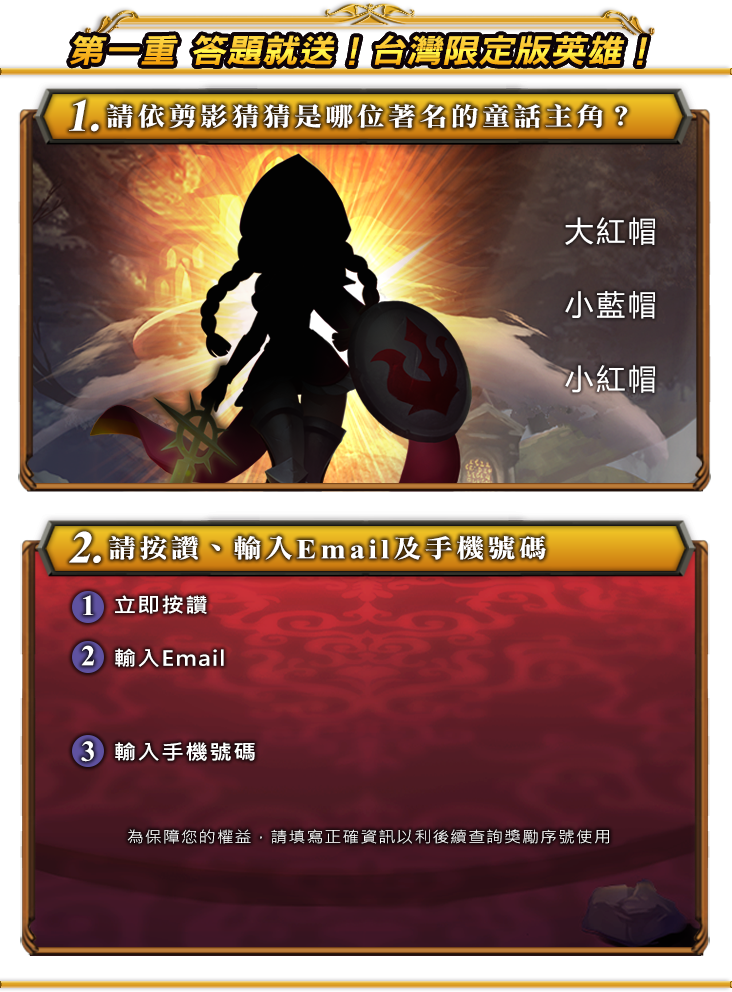 第一重 答題就送！台灣限定版英雄！
1.請依剪影猜猜是哪位著名的童話主角？
大紅帽
小藍帽
小紅帽
2.請按讚、輸入Email及手機號碼
1 立即按讚
2 輸入Email
3 輸入手機號碼
為保障您的權益．請填寫正確資訊以利後續查詢獎勵序號使用